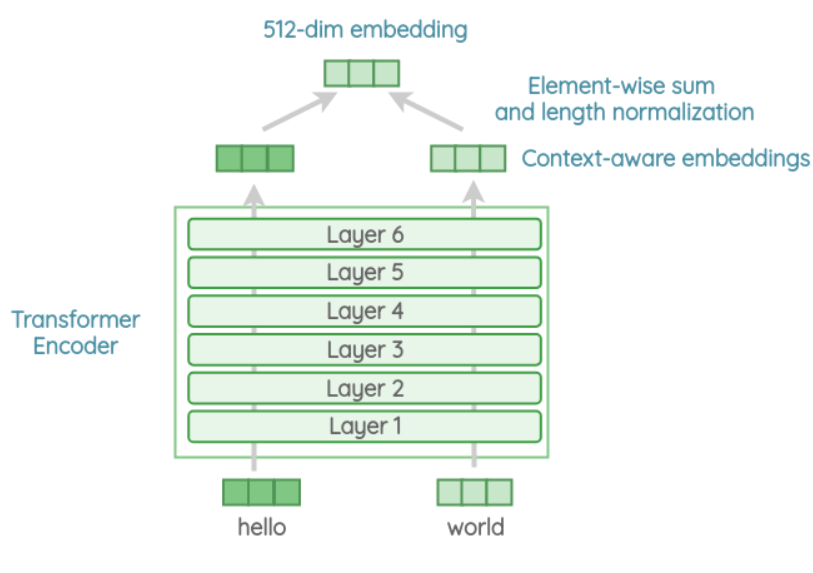 512-dim embedding
Element-wise sum
and length normalization
Context-aware embeddings
Layer 6
Layer 5
Layer 4
Transformer
Encoder
Layer 3
Layer 2
Layer 1
hello
world